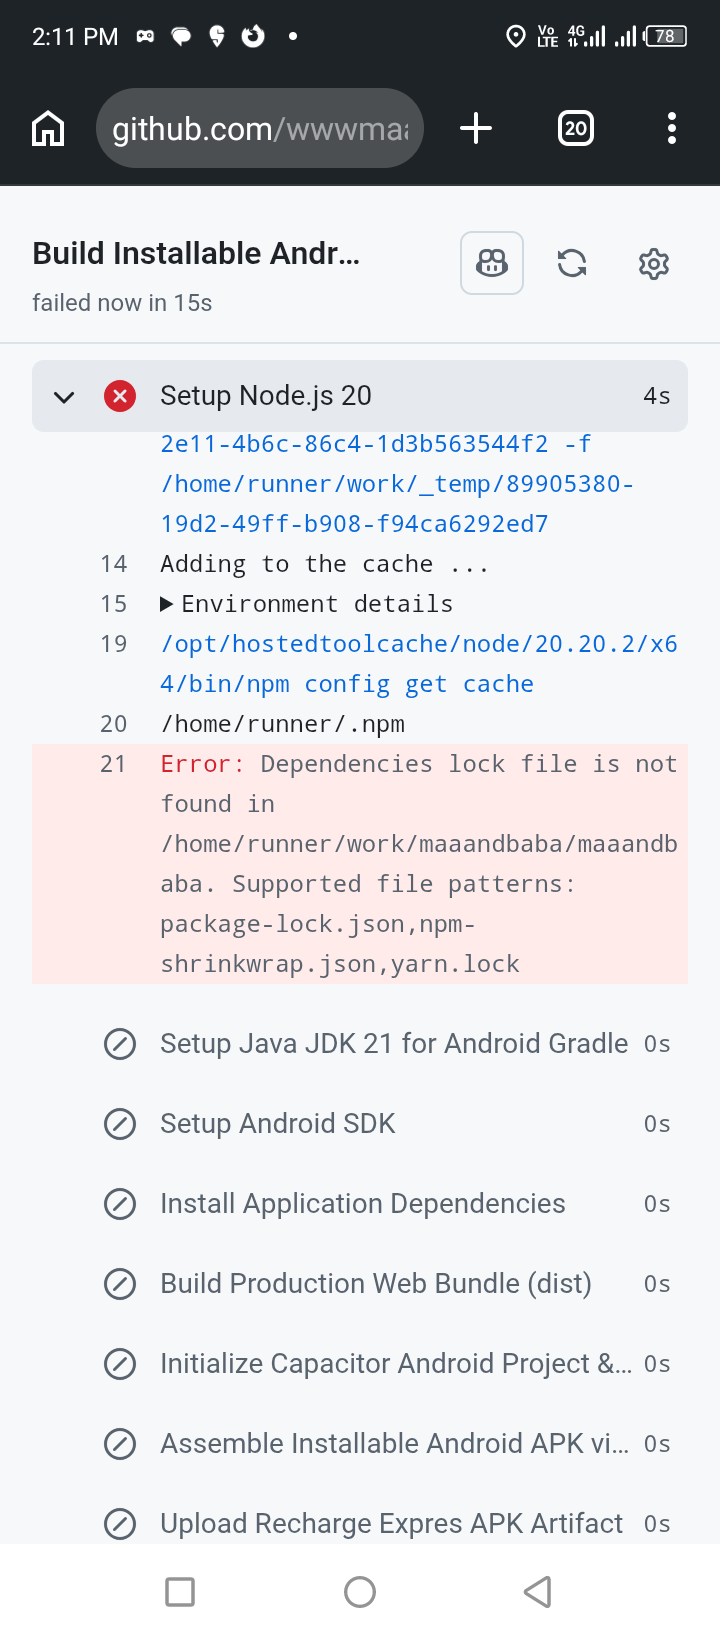 2:11 PM
Vo LTE 4G 78
github.com/wwwmaa
20
Build Installable Andr...
failed now in 15s
Setup Node.js 20 4s
2e11-4b6c-86c4-1d3b563544f2 -f
/home/runner/work/_temp/89905380-
19d2-49ff-b908-f94ca6292ed7
14 Adding to the cache ...
15 Environment details
19 /opt/hostedtoolcache/node/20.20.2/x6
4/bin/npm config get cache
20 /home/runner/.npm
21 Error: Dependencies lock file is not
found in
/home/runner/work/maaandbaba/maaandb
aba. Supported file patterns:
package-lock.json,npm-
shrinkwrap.json,yarn.lock
Setup Java JDK 21 for Android Gradle 0s
Setup Android SDK 0s
Install Application Dependencies 0s
Build Production Web Bundle (dist) 0s
Initialize Capacitor Android Project &... 0s
Assemble Installable Android APK vi... 0s
Upload Recharge Expres APK Artifact 0s